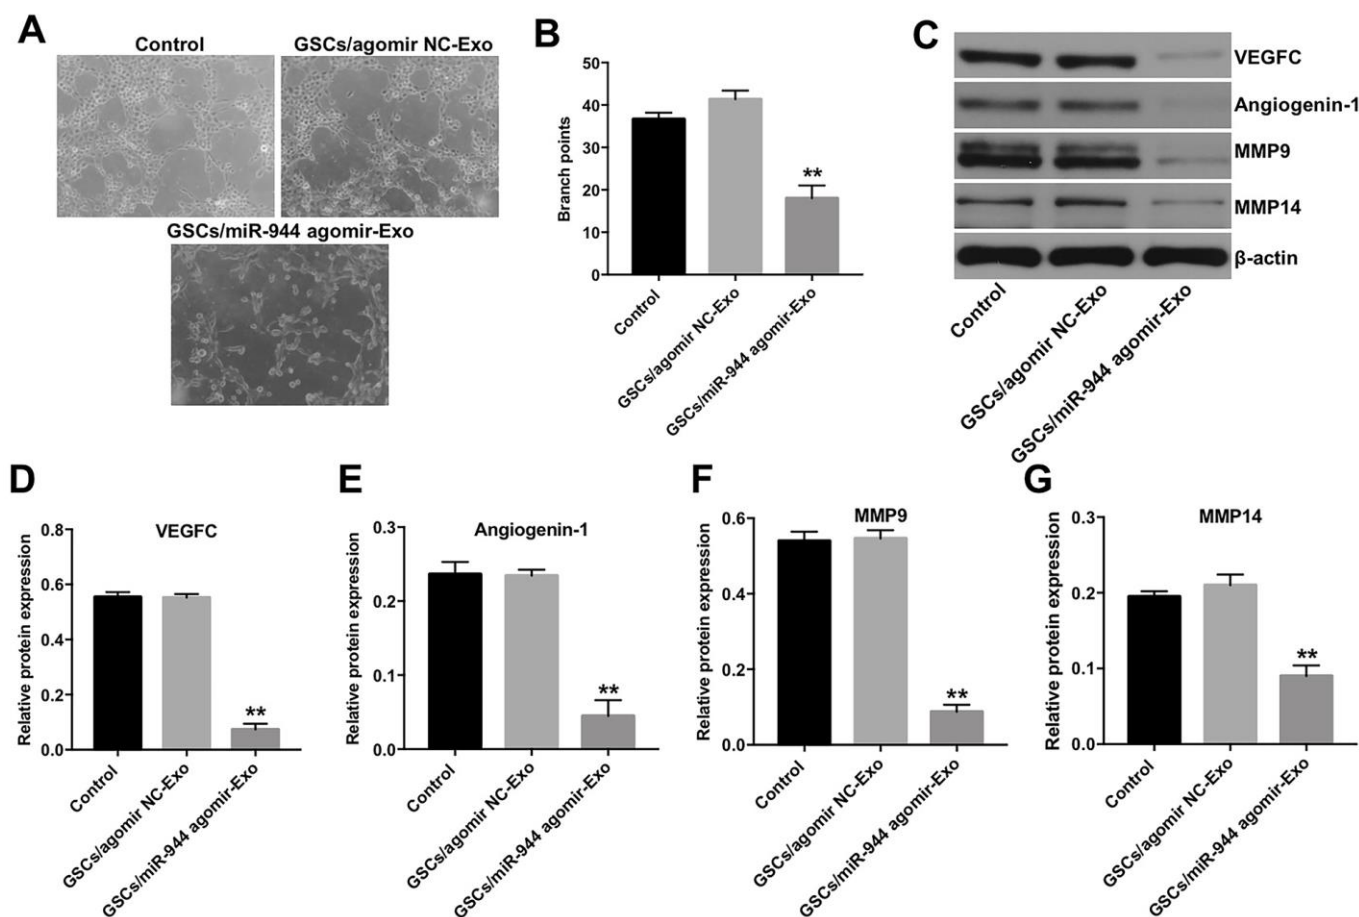 A
Control
GSCs/agomir NC-Exo
GSCs/miR-944 agomir-Exo
B
Branch points
50
40
30
20
10
0
**
Control
GSCs/agomir NC-Exo
GSCs/miR-944 agomir-Exo
C
VEGFC
Angiogenin-1
MMP9
MMP14
β-actin
Control
GSCs/agomir NC-Exo
GSCs/miR-944 agomir-Exo
D
VEGFC
Relative protein expression
0.8
0.6
0.4
0.2
0.0
**
Control
GSCs/agomir NC-Exo
GSCs/miR-944 agomir-Exo
E
Angiogenin-1
Relative protein expression
0.3
0.2
0.1
0.0
**
Control
GSCs/agomir NC-Exo
GSCs/miR-944 agomir-Exo
F
MMP9
Relative protein expression
0.6
0.4
0.2
0.0
**
Control
GSCs/agomir NC-Exo
GSCs/miR-944 agomir-Exo
G
MMP14
Relative protein expression
0.3
0.2
0.1
0.0
**
Control
GSCs/agomir NC-Exo
GSCs/miR-944 agomir-Exo